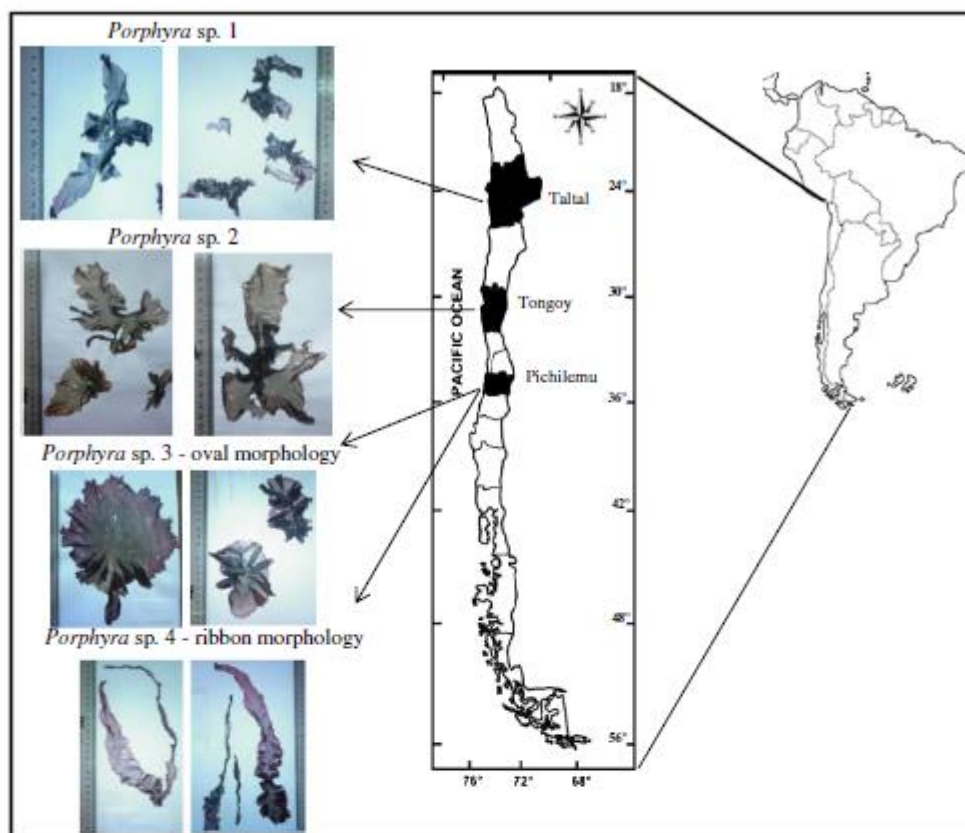 Porphyra sp. 1
Porphyra sp. 2
Porphyra sp. 3 - oval morphology
Porphyra sp. 4 - ribbon morphology
PACIFIC OCEAN
18°
24°
Taltal
30°
Tongoy
Pichilemu
36°
42°
48°
56°
76° 72° 68°